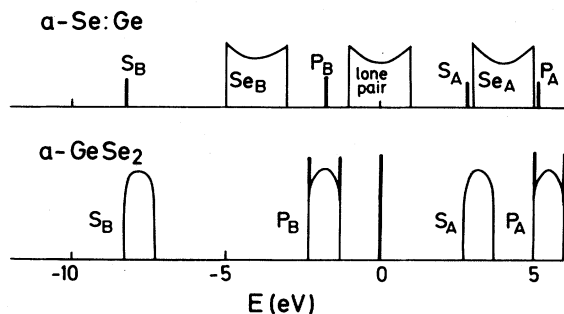 a-Se:Ge
S_B
Se_B
P_B
lone
pair
S_A
Se_A
P_A
a-GeSe₂
S_B
P_B
S_A
P_A
-10
-5
0
5
E (eV)